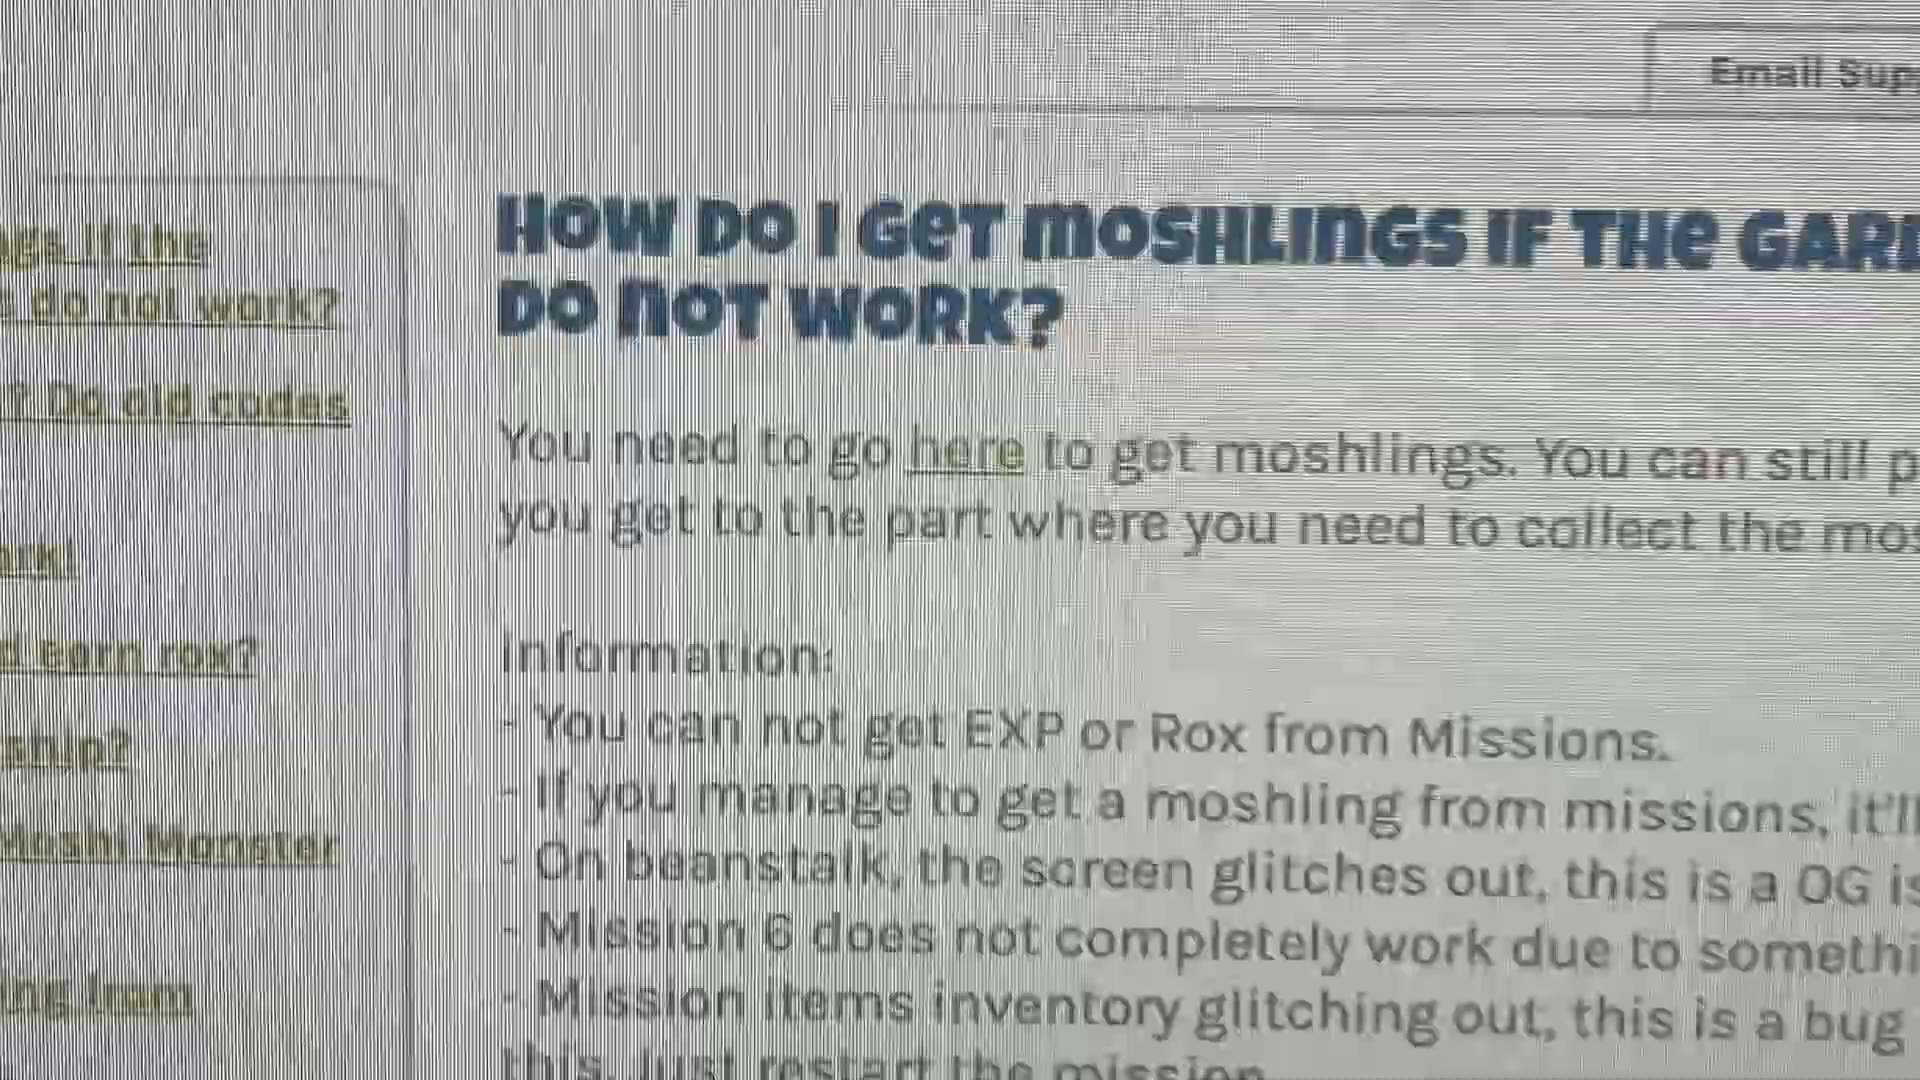 Email Sup
HOW DO I GET MOSHLINGS IF THE GARD
DO NOT WORK?
if the
do not work?
? Do old codes
earn rox?
Moshi Monster
You need to go here to get moshlings. You can still p
you get to the part where you need to collect the mos
Information:
- You can not get EXP or Rox from Missions.
- If you manage to get a moshling from missions, it'll
- On beanstalk, the screen glitches out, this is a OG is
- Mission 6 does not completely work due to somethi
- Mission items inventory glitching out, this is a bug
this. Just restart the mission